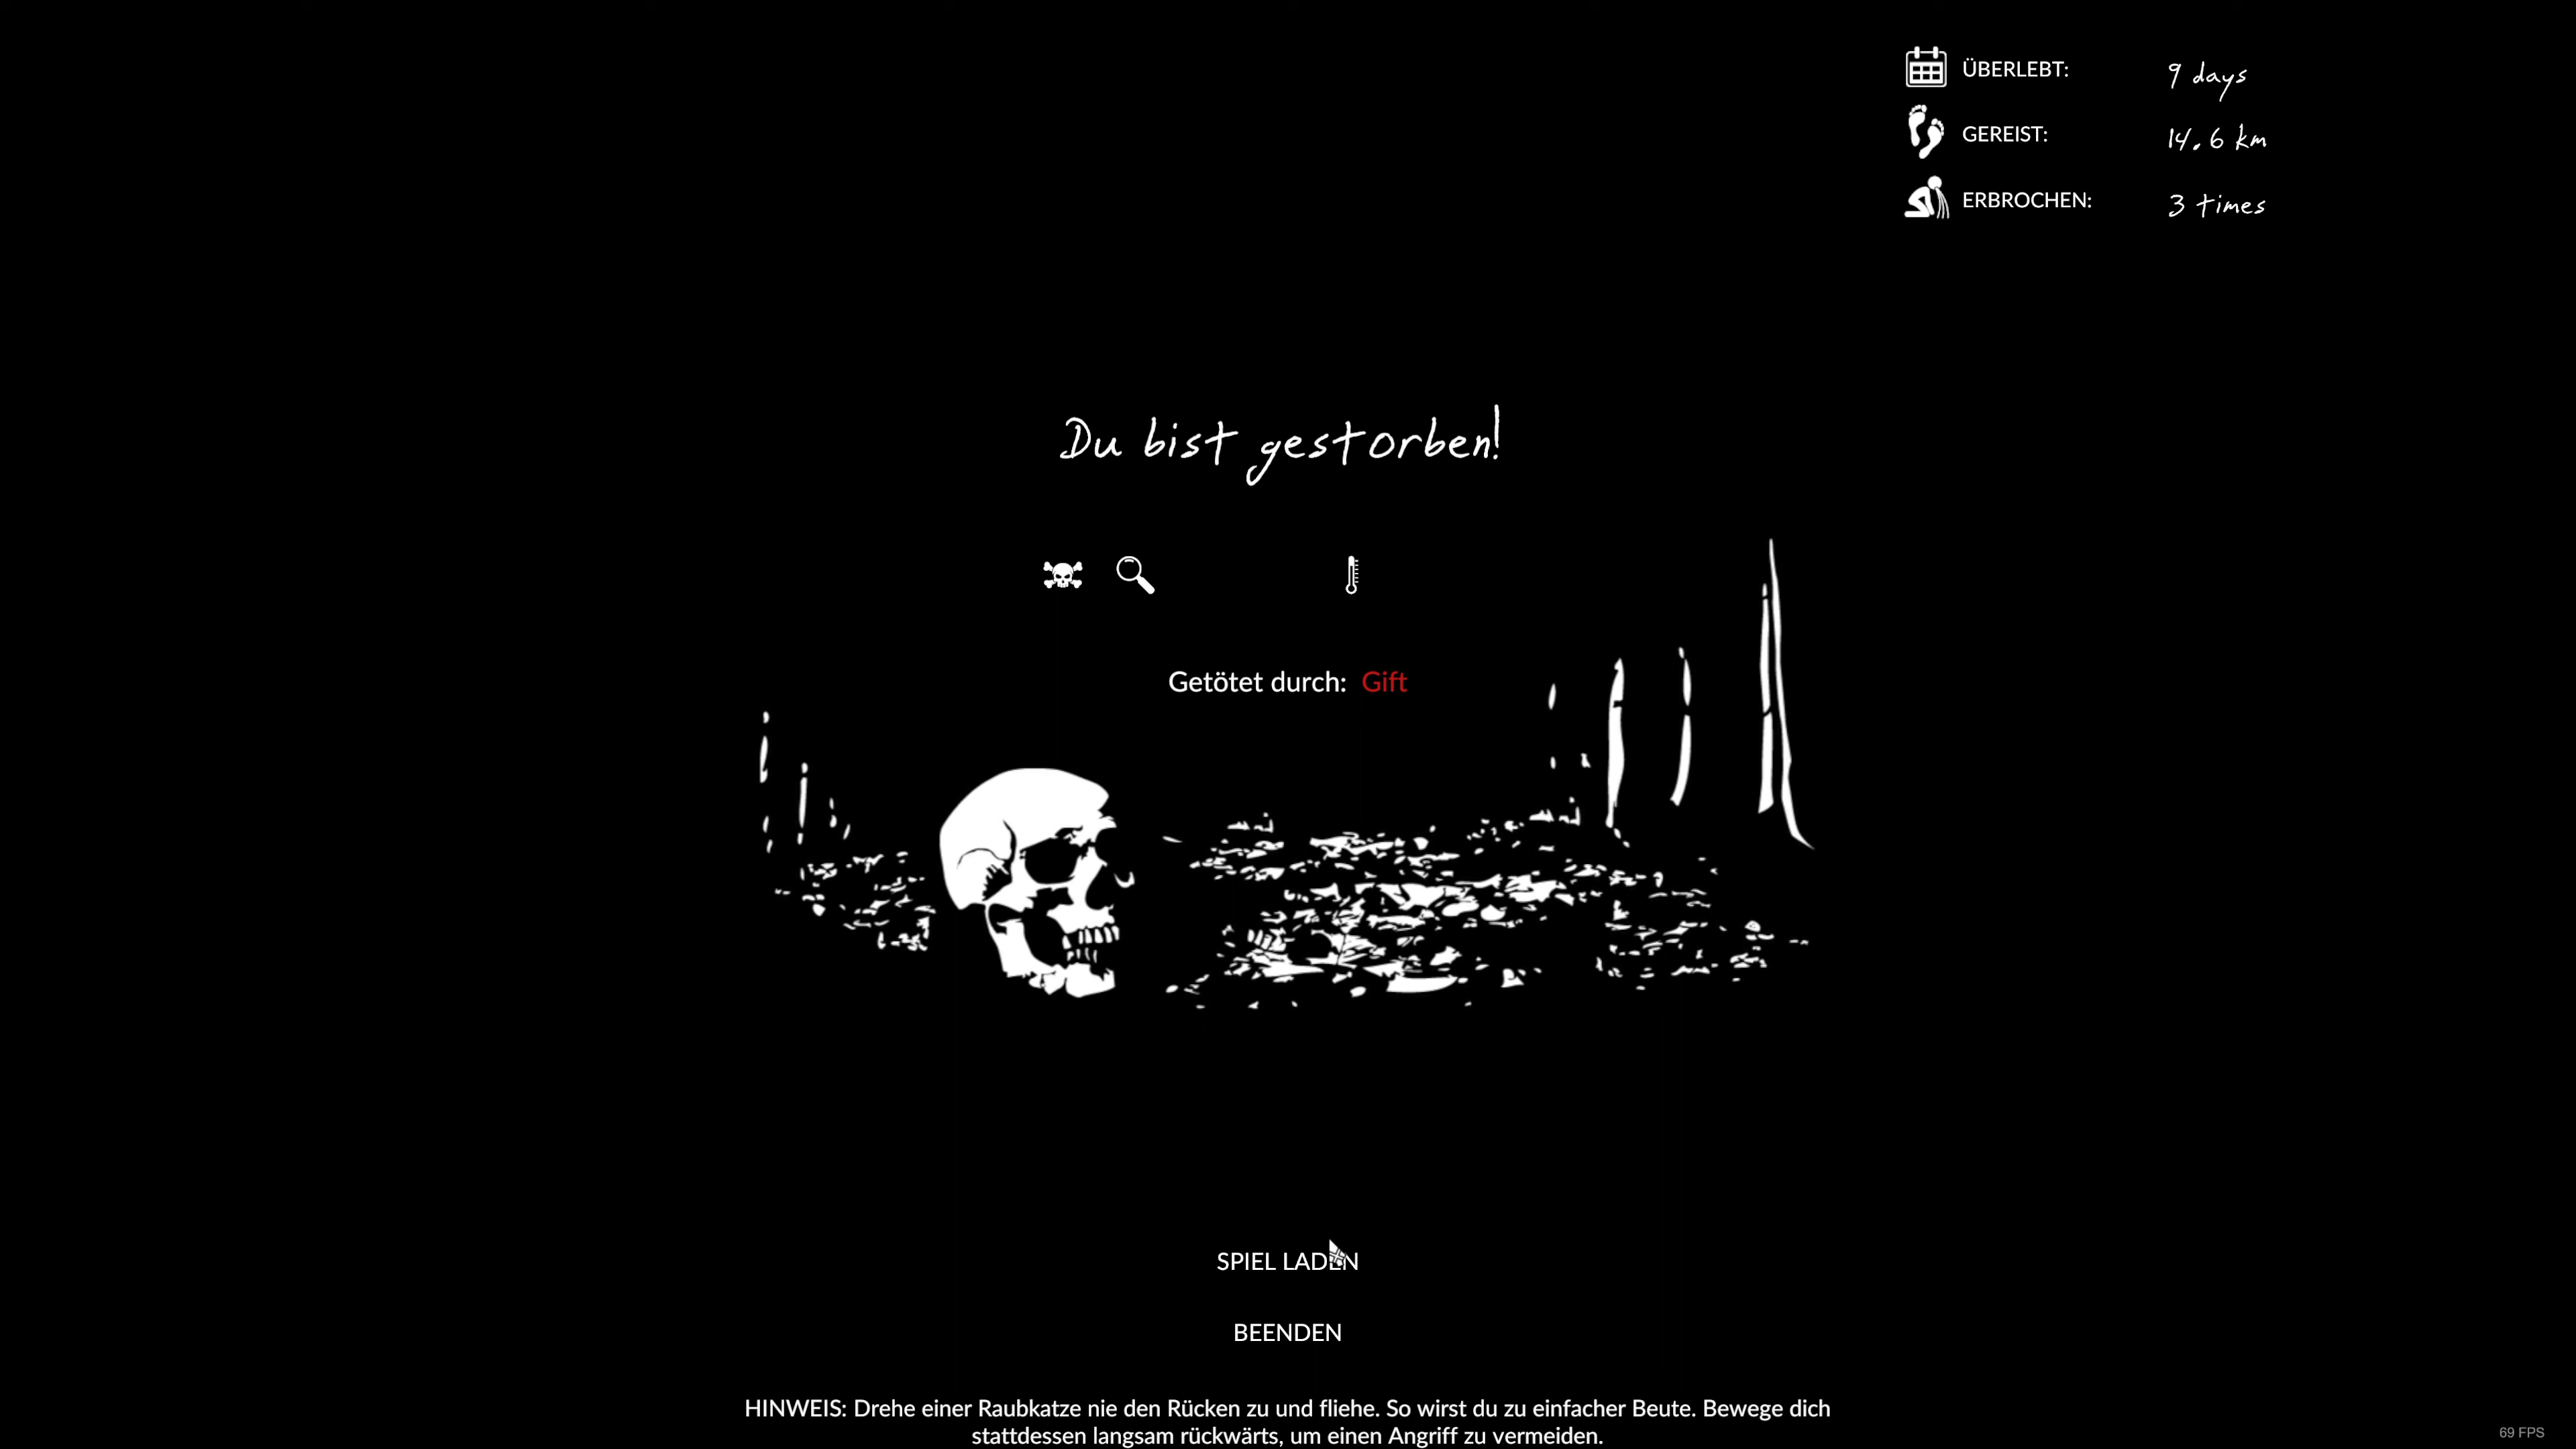 ÜBERLEBT: 9 days
GEREIST: 14.6 km
ERBROCHEN: 3 times
Du bist gestorben!
Getötet durch: Gift
SPIEL LADEN
BEENDEN
HINWEIS: Drehe einer Raubkatze nie den Rücken zu und fliehe. So wirst du zu einfacher Beute. Bewege dich
stattdessen langsam rückwärts, um einen Angriff zu vermeiden.
69 FPS